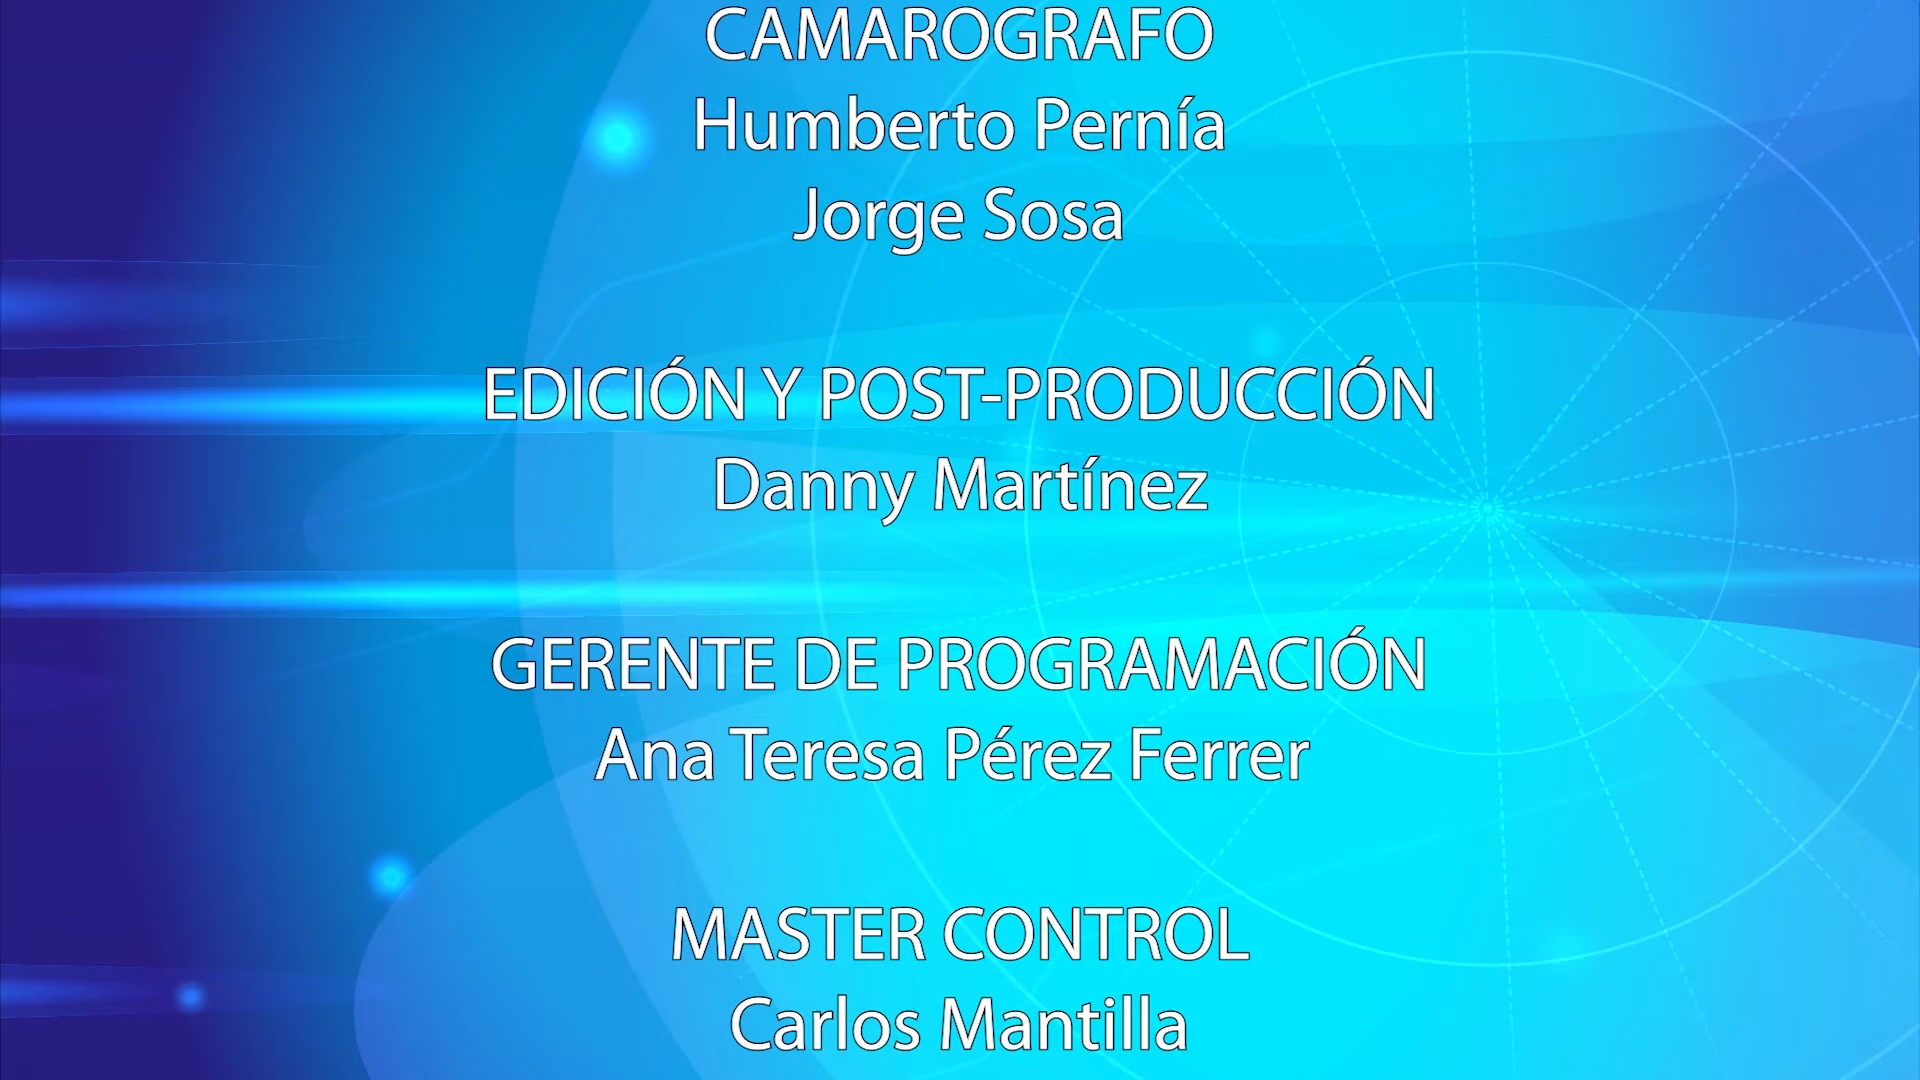 CAMAROGRAFO
Humberto Pernía
Jorge Sosa
EDICIÓN Y POST-PRODUCCIÓN
Danny Martínez
GERENTE DE PROGRAMACIÓN
Ana Teresa Pérez Ferrer
MASTER CONTROL
Carlos Mantilla